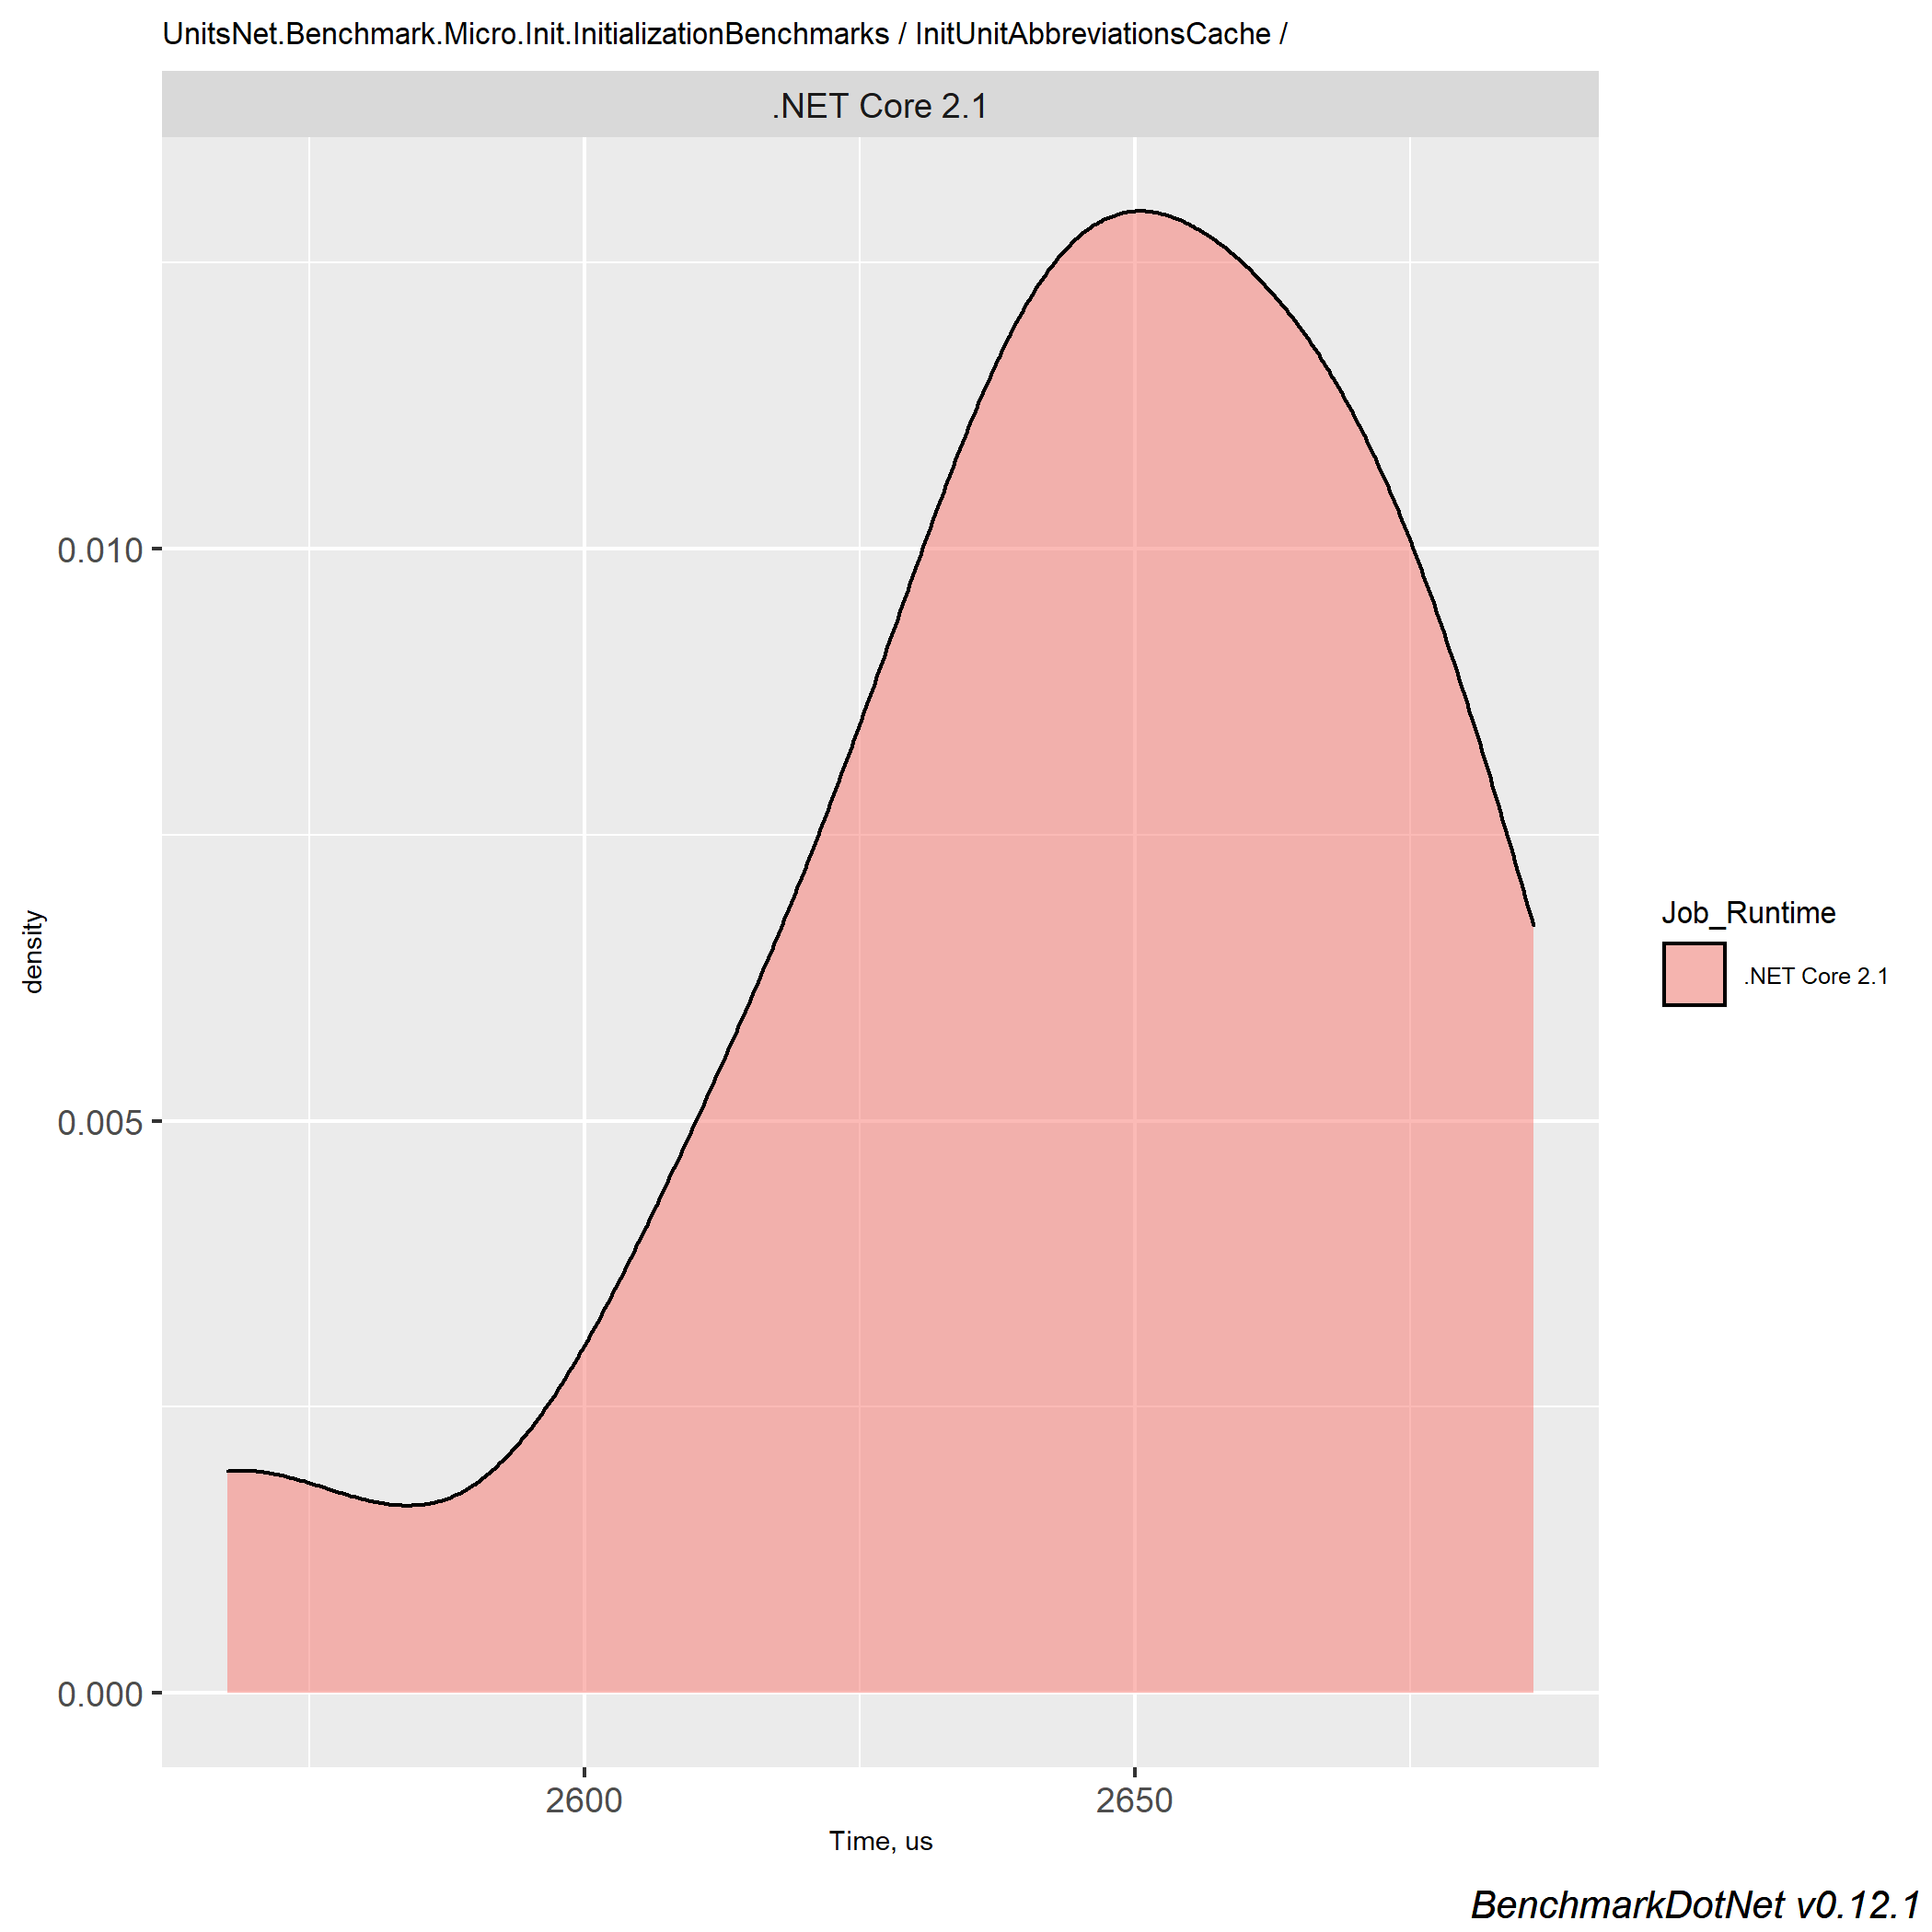 UnitsNet.Benchmark.Micro.Init.InitializationBenchmarks / InitUnitAbbreviationsCache /
.NET Core 2.1
0.010
0.005
0.000
density
2600
2650
Time, us
Job_Runtime
.NET Core 2.1
BenchmarkDotNet v0.12.1